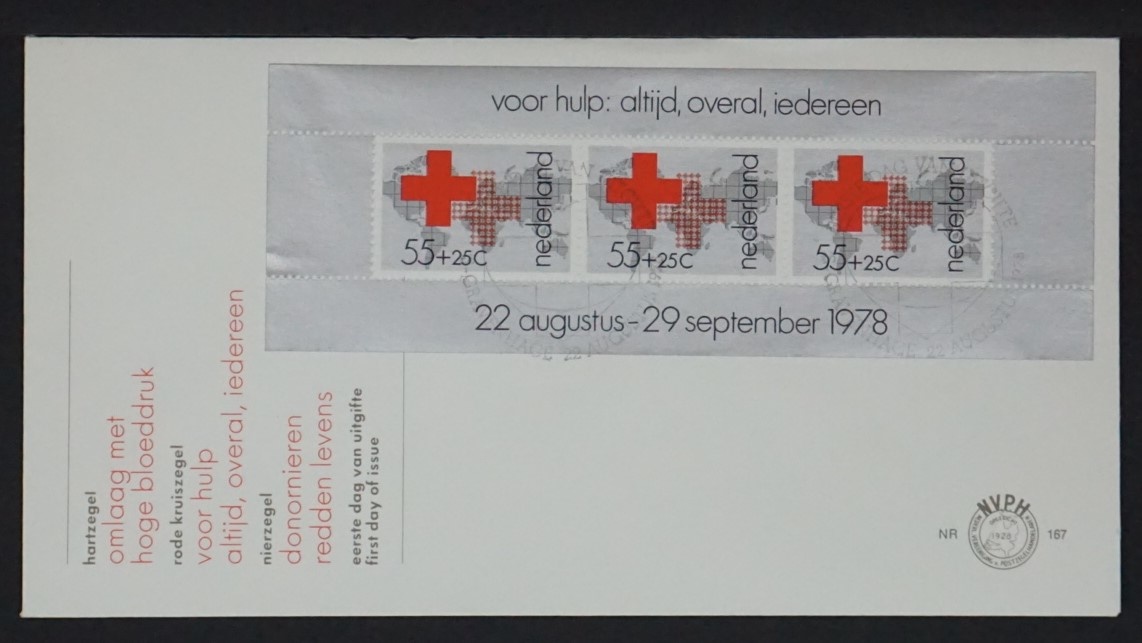 voor hulp: altijd, overal, iedereen
55+25c
nederland
55+25c
nederland
55+25c
nederland
22 augustus-29 september 1978
hartzegel
omlaag met
hoge bloeddruk
rode kruiszegel
voor hulp
altijd, overal, iedereen
nierzegel
donornieren
redden levens
eerste dag van uitgifte
first day of issue
NR
NVPH
1928
167